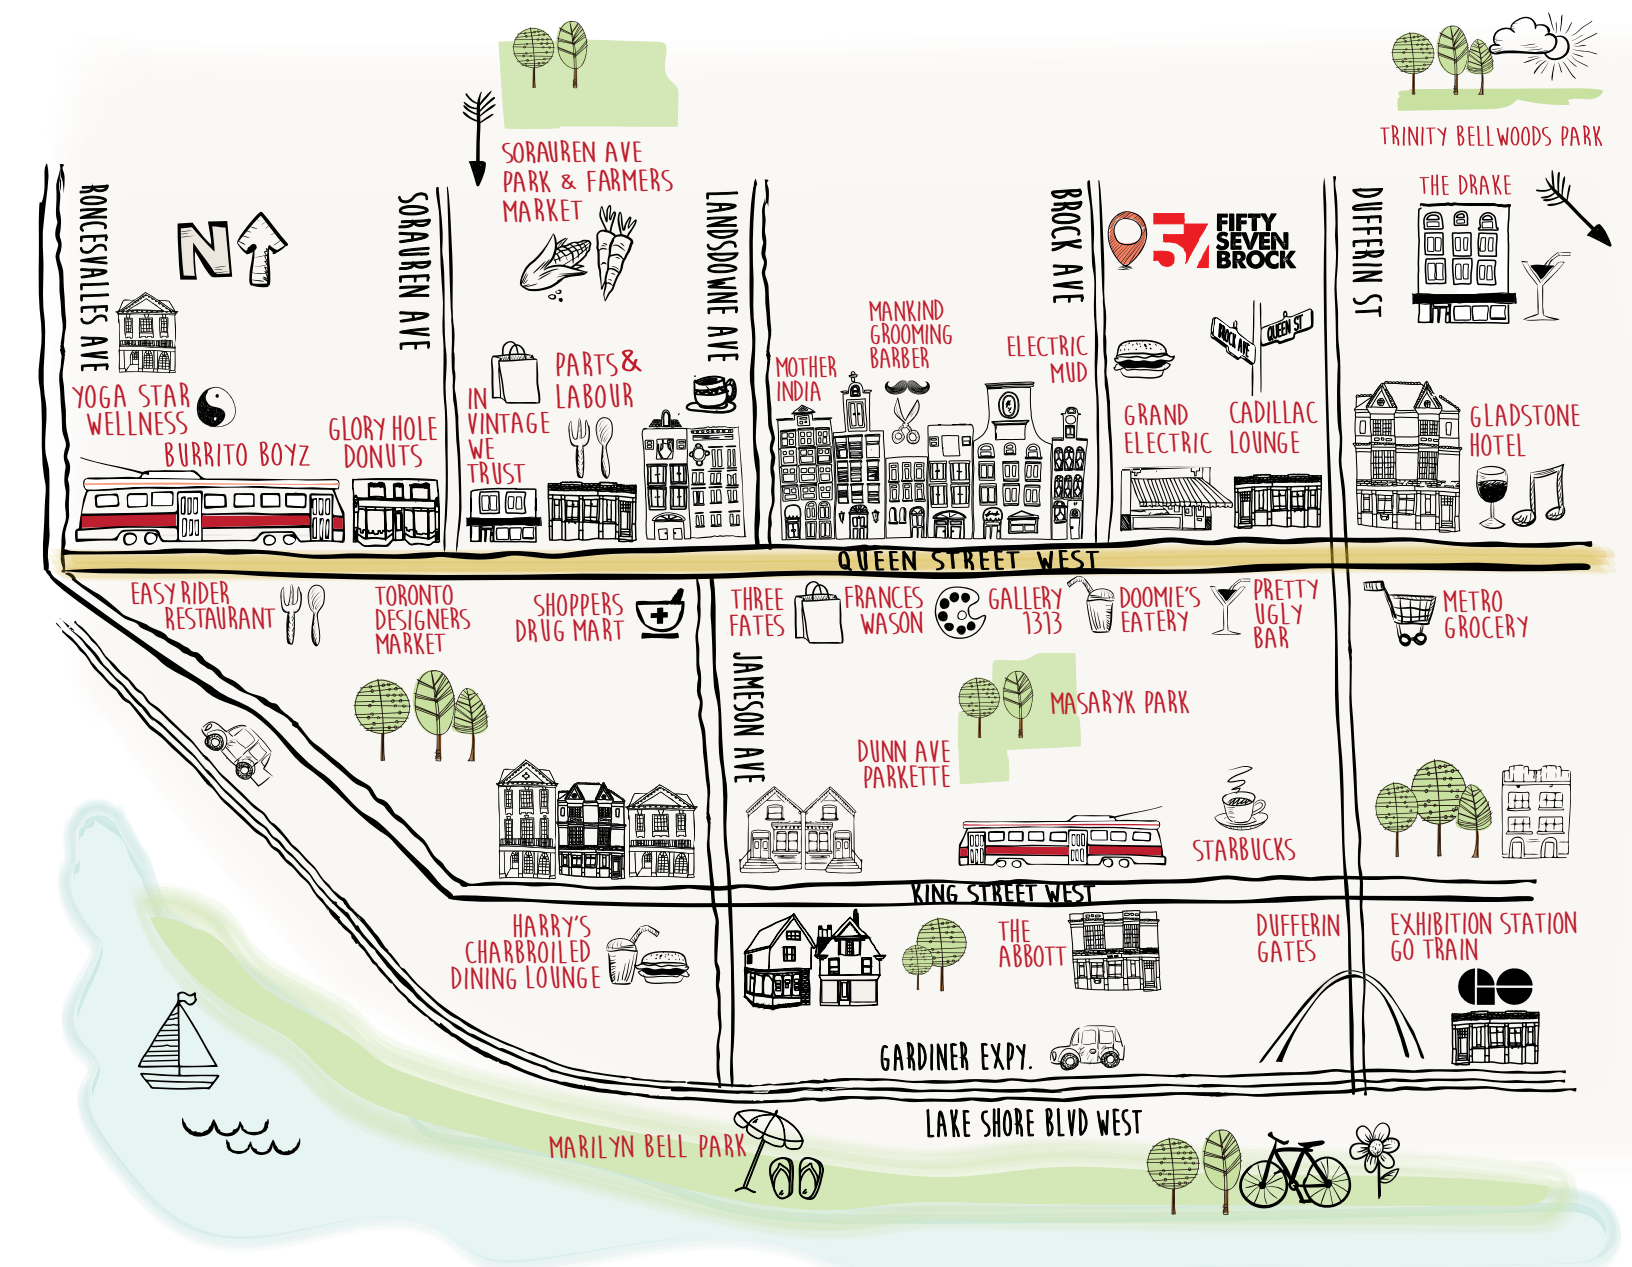 TRINITY BELLWOODS PARK
SORAUREN AVE
PARK & FARMERS
MARKET
THE DRAKE
RONCESVALLES AVE
SORAUREN AVE
LANDSDOWNE AVE
BROCK AVE
DUFFERIN ST
N
57
FIFTY
SEVEN
BROCK
BROCK AVE
QUEEN ST
YOGA STAR
WELLNESS
BURRITO BOYZ
GLORY HOLE
DONUTS
IN
VINTAGE
WE
TRUST
PARTS&
LABOUR
MOTHER
INDIA
MANKIND
GROOMING
BARBER
ELECTRIC
MUD
GRAND
ELECTRIC
CADILLAC
LOUNGE
GLADSTONE
HOTEL
QUEEN STREET WEST
EASY RIDER
RESTAURANT
TORONTO
DESIGNERS
MARKET
SHOPPERS
DRUG MART
THREE
FATES
FRANCES
WASON
GALLERY
1313
DOOMIE'S
EATERY
PRETTY
UGLY
BAR
METRO
GROCERY
JAMESON AVE
MASARYK PARK
DUNN AVE
PARKETTE
STARBUCKS
KING STREET WEST
HARRY'S
CHARBROILED
DINING LOUNGE
THE
ABBOTT
DUFFERIN
GATES
EXHIBITION STATION
GO TRAIN
GO
GARDINER EXPY.
LAKE SHORE BLVD WEST
MARILYN BELL PARK